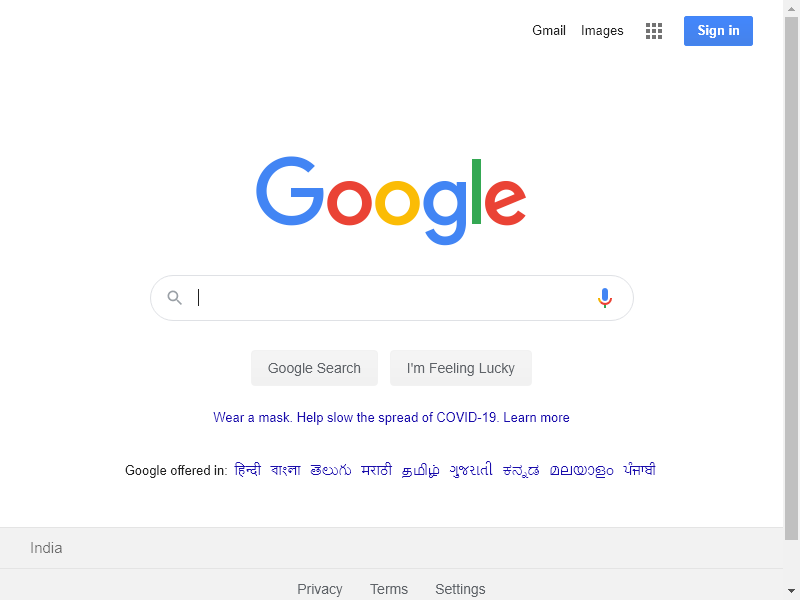 Gmail Images Sign in
Google
Google Search I'm Feeling Lucky
Wear a mask. Help slow the spread of COVID-19. Learn more
Google offered in: हिन्दी বাংলা తెలుగు मराठी தமிழ் ગુજરાતી ಕನ್ನಡ മലയാളം ਪੰਜਾਬੀ
India
Privacy Terms Settings